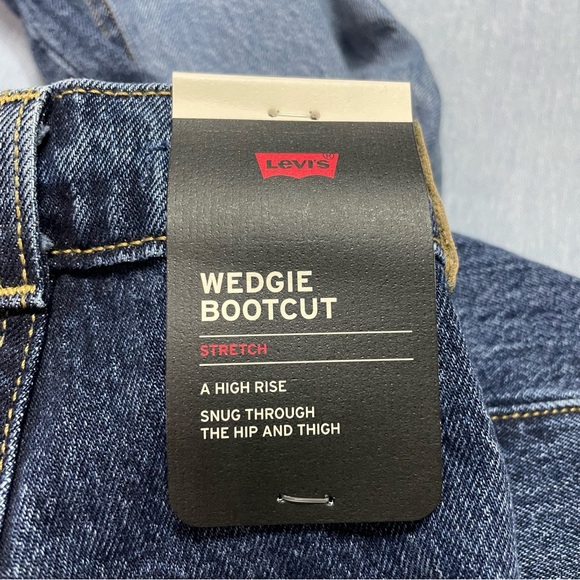 Levi's®
WEDGIE
BOOTCUT
STRETCH
A HIGH RISE
SNUG THROUGH
THE HIP AND THIGH